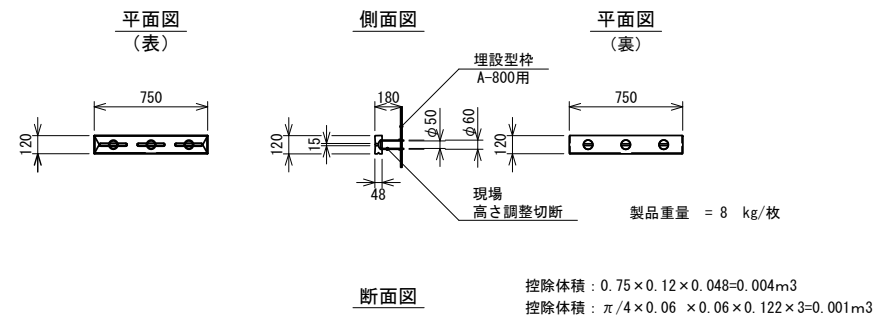 平面図
(表)
側面図
平面図
(裏)
埋設型枠
A-800用
750
180
750
120
120
15
φ50
φ60
120
48
現場
高さ調整切断
製品重量 = 8 kg/枚
断面図
控除体積：0.75×0.12×0.048=0.004m3
控除体積：π/4×0.06 ×0.06×0.122×3=0.001m3